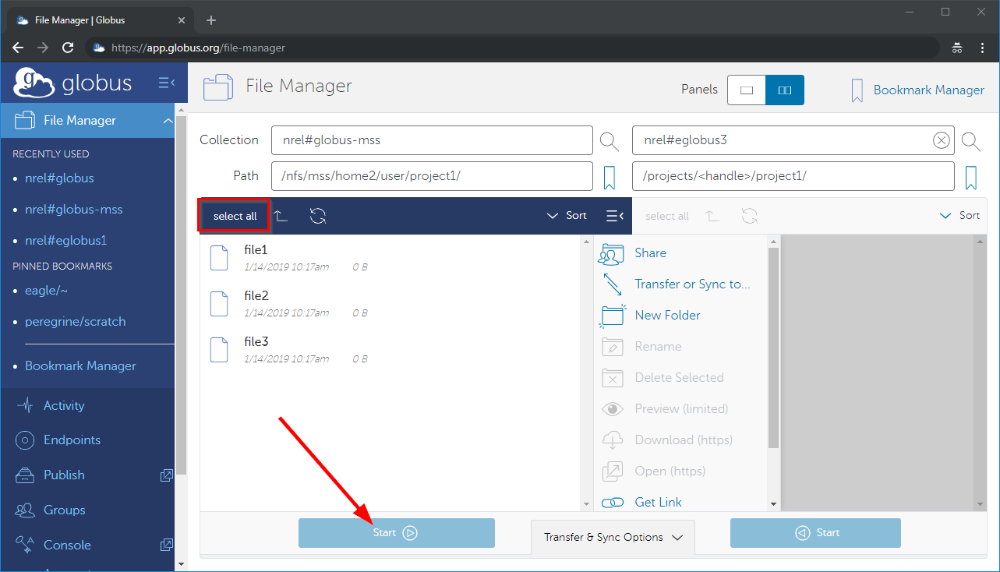 File Manager | Globus
https://app.globus.org/file-manager
globus
File Manager
Panels
Bookmark Manager
File Manager
RECENTLY USED
nrel#globus
nrel#globus-mss
nrel#eglobus1
PINNED BOOKMARKS
eagle/~
peregrine/scratch
Bookmark Manager
Activity
Endpoints
Publish
Groups
Console
Collection
nrel#globus-mss
nrel#eglobus3
Path
/nfs/mss/home2/user/project1/
/projects/<handle>/project1/
select all
Sort
select all
Sort
file1
1/14/2019 10:17am 0 B
file2
1/14/2019 10:17am 0 B
file3
1/14/2019 10:17am 0 B
Share
Transfer or Sync to...
New Folder
Rename
Delete Selected
Preview (limited)
Download (https)
Open (https)
Get Link
Start
Transfer & Sync Options
Start